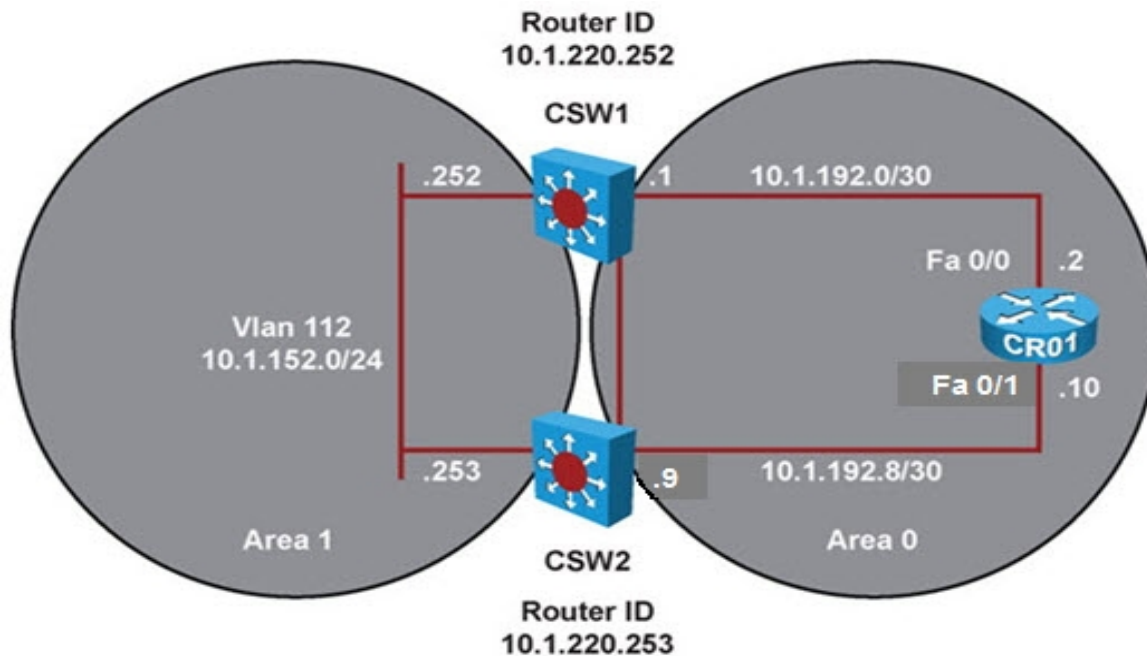 Router ID
10.1.220.252
CSW1
.252
.1
10.1.192.0/30
Fa 0/0
.2
Vlan 112
10.1.152.0/24
CR01
Fa 0/1
.10
.253
.9
10.1.192.8/30
Area 1
Area 0
CSW2
Router ID
10.1.220.253